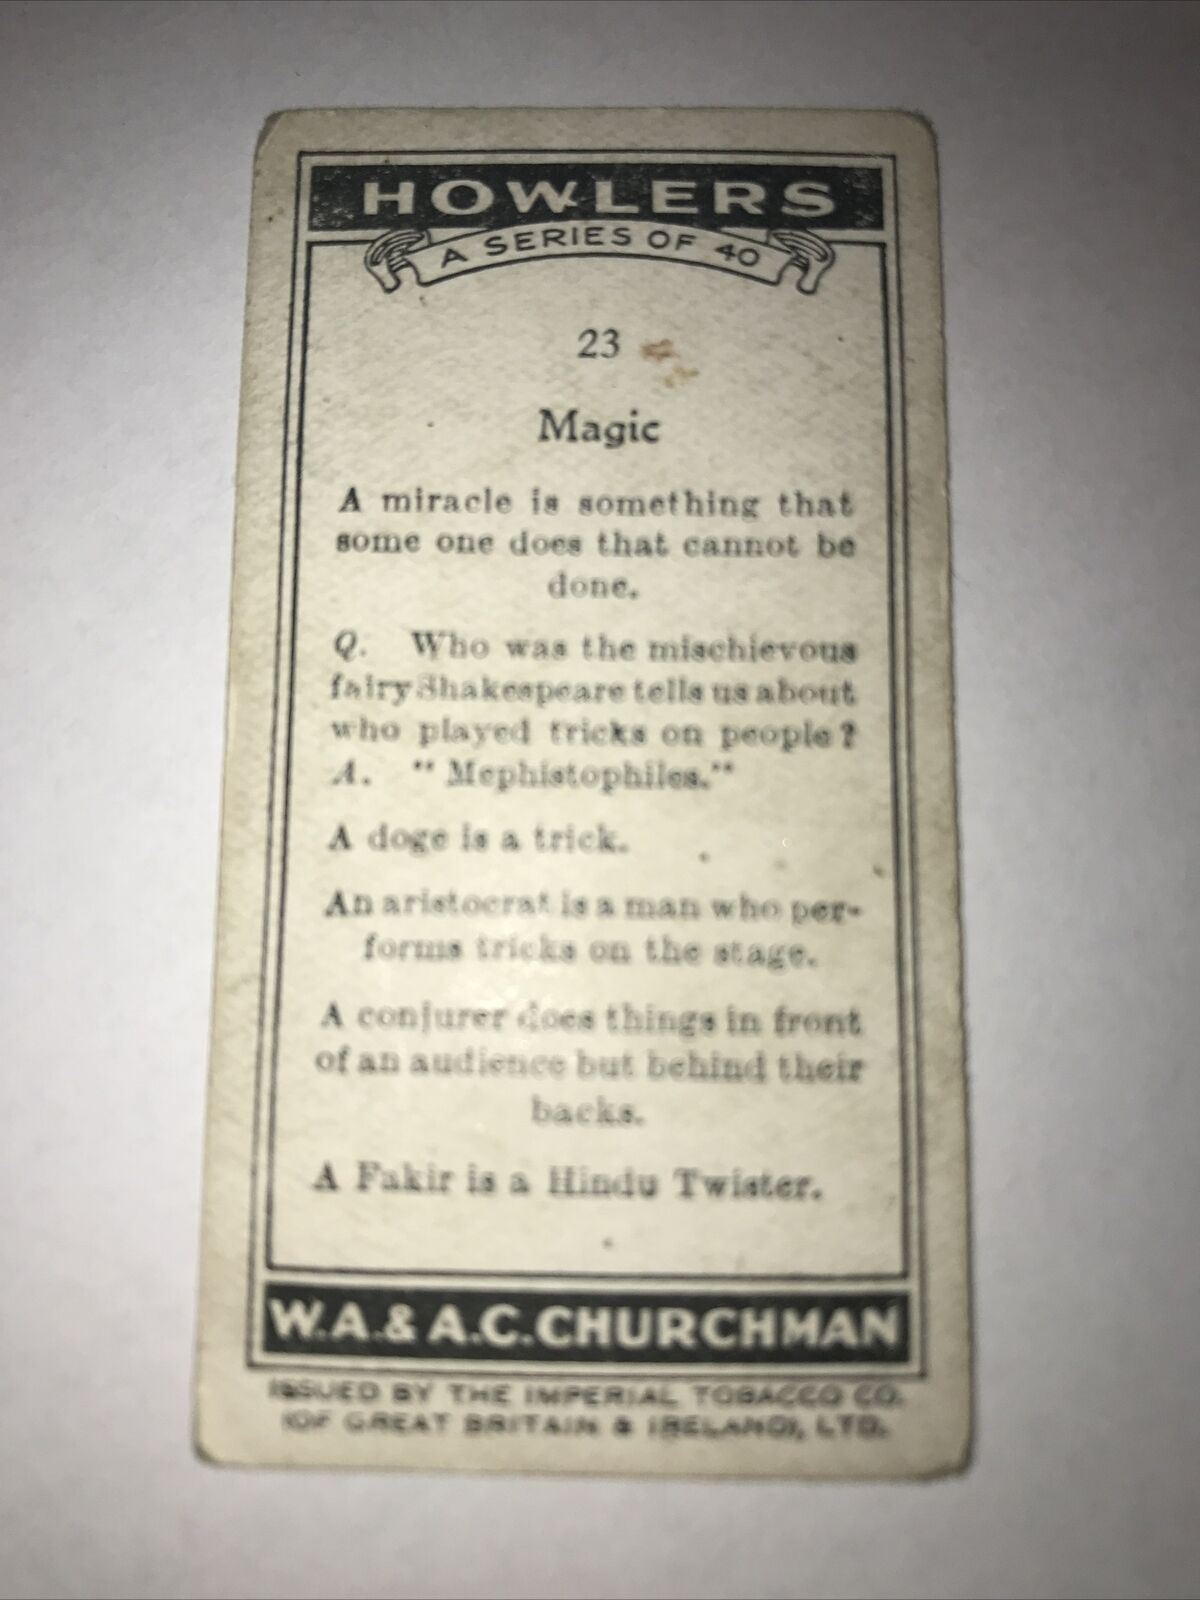 HOWLERS
A SERIES OF 40
23
Magic
A miracle is something that
some one does that cannot be
done.
Q. Who was the mischievous
fairy Shakespeare tells us about
who played tricks on people?
A. "Mephistophiles."
A doge is a trick.
An aristocrat is a man who per-
forms tricks on the stage.
A conjurer does things in front
of an audience but behind their
backs.
A Fakir is a Hindu Twister.
W.A. & A.C. CHURCHMAN
ISSUED BY THE IMPERIAL TOBACCO CO.
(OF GREAT BRITAIN & IRELAND), LTD.